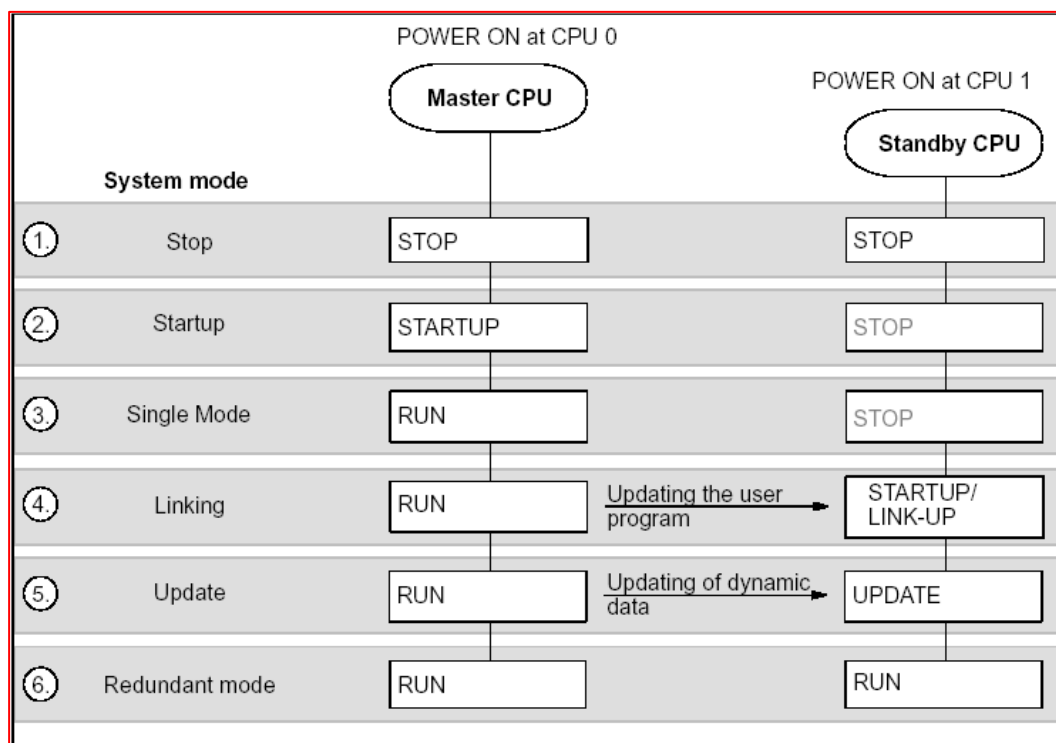 POWER ON at CPU 0
Master CPU
POWER ON at CPU 1
Standby CPU
System mode
1. Stop STOP STOP
2. Startup STARTUP STOP
3. Single Mode RUN STOP
4. Linking RUN Updating the user program STARTUP/ LINK-UP
5. Update RUN Updating of dynamic data UPDATE
6. Redundant mode RUN RUN